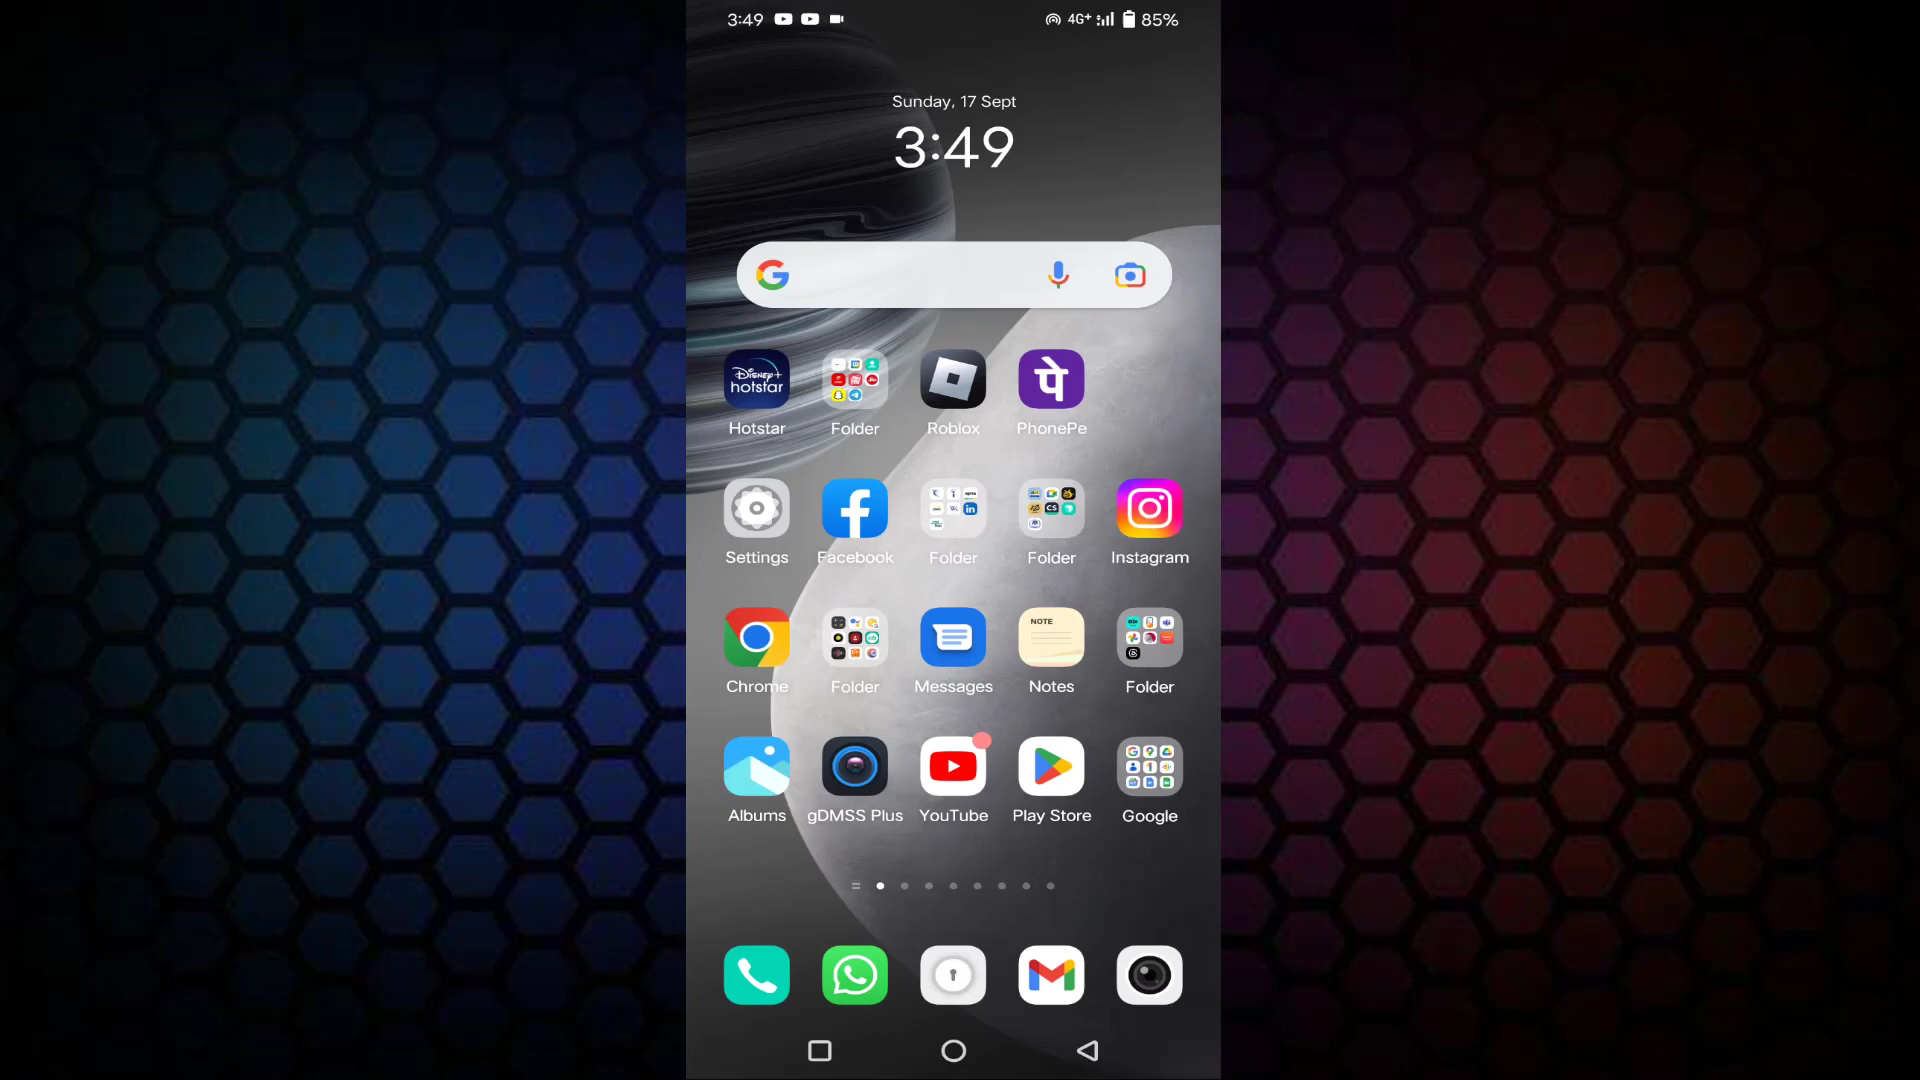 3:49
4G+
85%
Sunday, 17 Sept
3:49
Disney+
hotstar
पे
Hotstar
Folder
Roblox
PhonePe
Settings
Facebook
Folder
Folder
Instagram
NOTE
Chrome
Folder
Messages
Notes
Folder
Albums
gDMSS Plus
YouTube
Play Store
Google